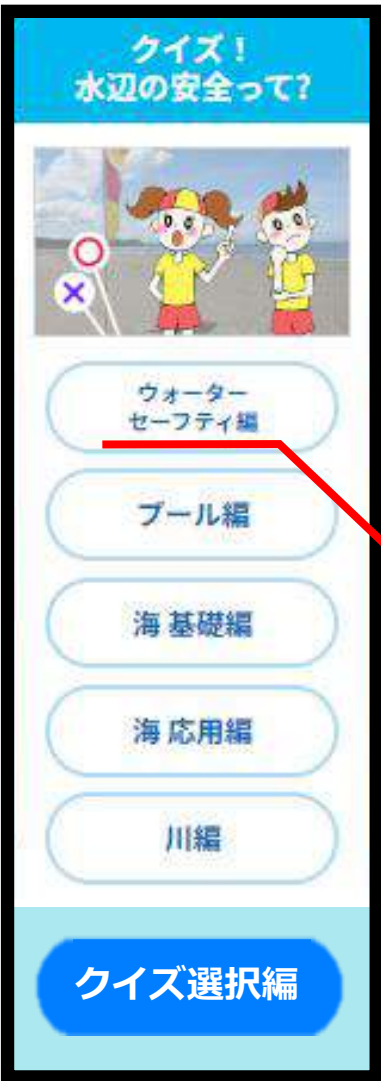 クイズ！
水辺の安全って?
ウォーター
セーフティ編
プール編
海 基礎編
海 応用編
川編
クイズ選択編